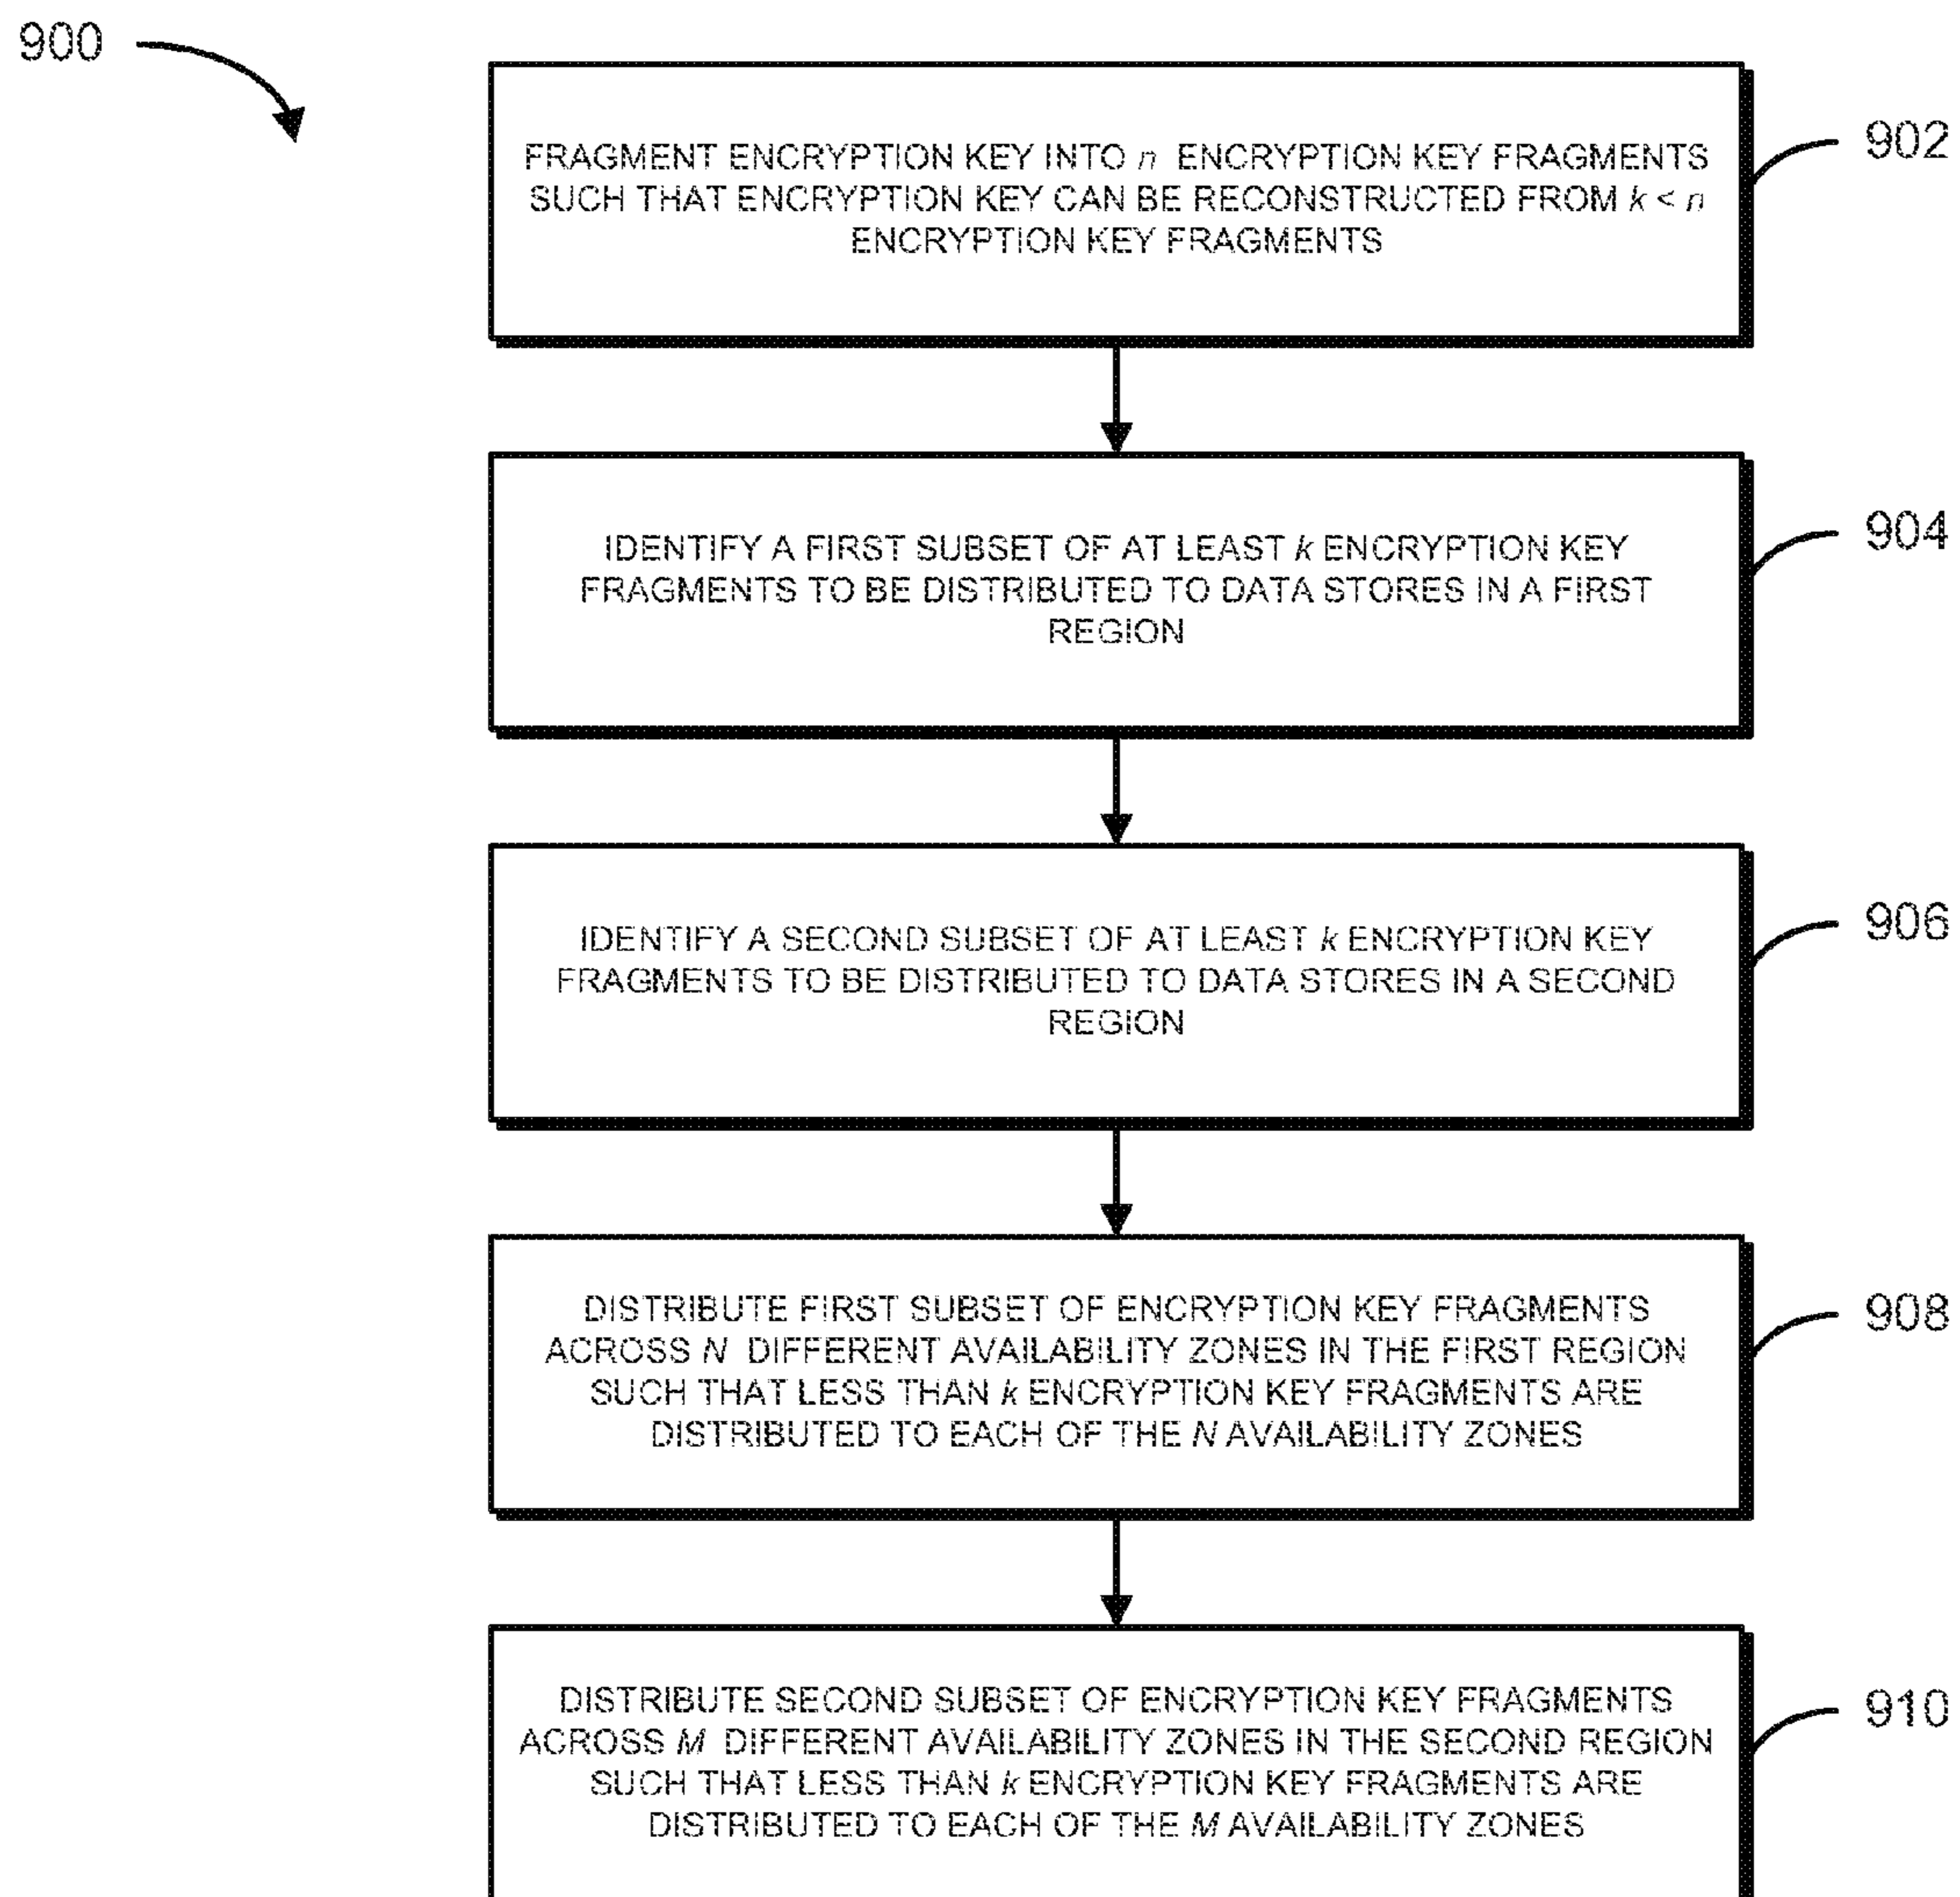 900
FRAGMENT ENCRYPTION KEY INTO n ENCRYPTION KEY FRAGMENTS
SUCH THAT ENCRYPTION KEY CAN BE RECONSTRUCTED FROM k < n
ENCRYPTION KEY FRAGMENTS
902
IDENTIFY A FIRST SUBSET OF AT LEAST k ENCRYPTION KEY
FRAGMENTS TO BE DISTRIBUTED TO DATA STORES IN A FIRST
REGION
904
IDENTIFY A SECOND SUBSET OF AT LEAST k ENCRYPTION KEY
FRAGMENTS TO BE DISTRIBUTED TO DATA STORES IN A SECOND
REGION
906
DISTRIBUTE FIRST SUBSET OF ENCRYPTION KEY FRAGMENTS
ACROSS N DIFFERENT AVAILABILITY ZONES IN THE FIRST REGION
SUCH THAT LESS THAN k ENCRYPTION KEY FRAGMENTS ARE
DISTRIBUTED TO EACH OF THE N AVAILABILITY ZONES
908
DISTRIBUTE SECOND SUBSET OF ENCRYPTION KEY FRAGMENTS
ACROSS M DIFFERENT AVAILABILITY ZONES IN THE SECOND REGION
SUCH THAT LESS THAN k ENCRYPTION KEY FRAGMENTS ARE
DISTRIBUTED TO EACH OF THE M AVAILABILITY ZONES
910